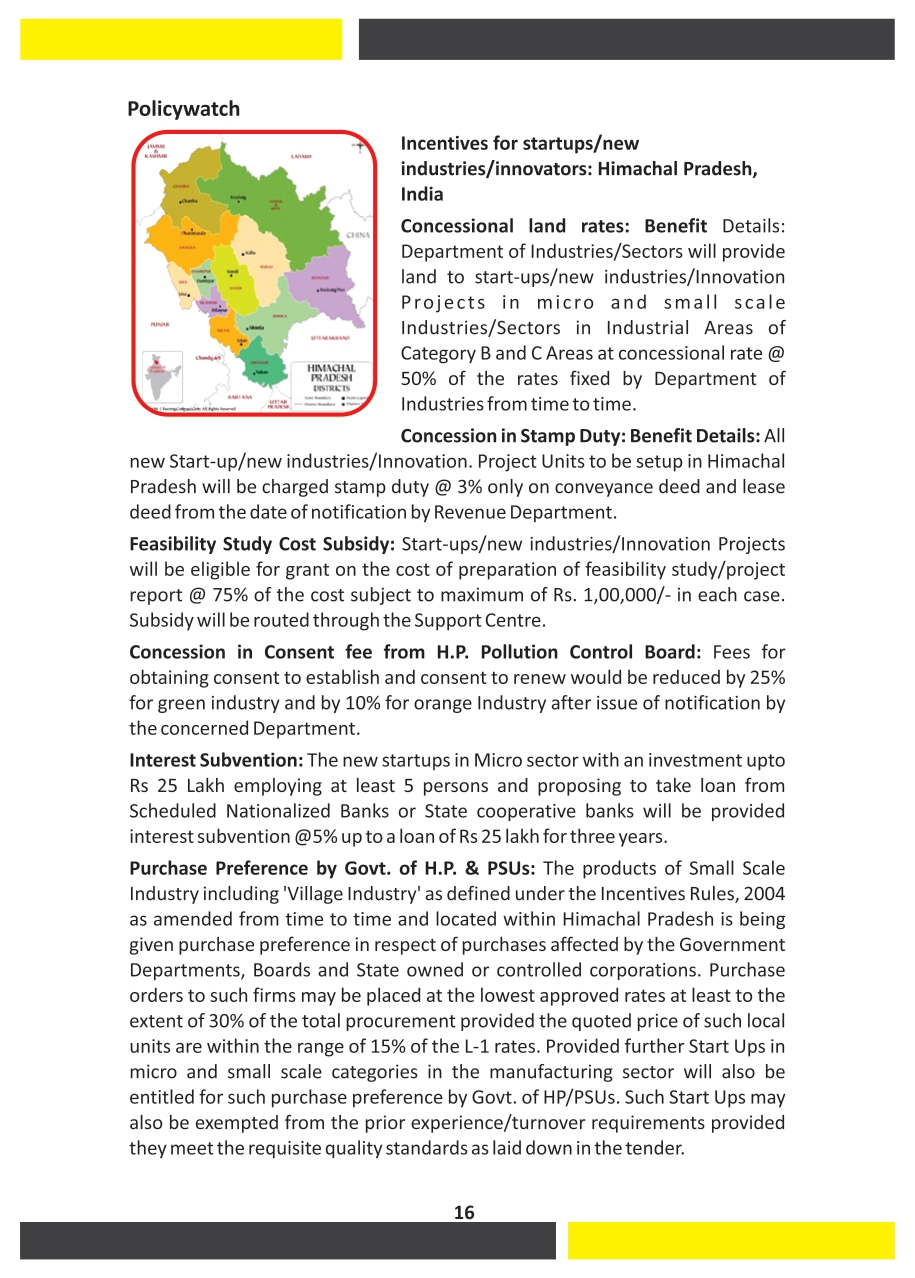 Policywatch
JAMMU
& KASHMIR
LADAKH
CHINA
Chamba
Keylong
Dharamsala
KANGRA
Kullu
Mandi
Hamirpur
UNA
Una
Bilaspur
Shimla
Solan
Nahan
Reckong Peo
PUNJAB
Chandigarh
UTTARAKHAND
HARYANA
UTTAR
PRADESH
HIMACHAL
PRADESH
DISTRICTS
State Boundary
District Boundary
Incentives for startups/new
industries/innovators: Himachal Pradesh,
India
Concessional land rates: Benefit Details:
Department of Industries/Sectors will provide
land to start-ups/new industries/Innovation
Projects in micro and small scale
Industries/Sectors in Industrial Areas of
Category B and C Areas at concessional rate @
50% of the rates fixed by Department of
Industries from time to time.
Concession in Stamp Duty: Benefit Details: All
new Start-up/new industries/Innovation. Project Units to be setup in Himachal
Pradesh will be charged stamp duty @ 3% only on conveyance deed and lease
deed from the date of notification by Revenue Department.
Feasibility Study Cost Subsidy: Start-ups/new industries/Innovation Projects
will be eligible for grant on the cost of preparation of feasibility study/project
report @ 75% of the cost subject to maximum of Rs. 1,00,000/- in each case.
Subsidy will be routed through the Support Centre.
Concession in Consent fee from H.P. Pollution Control Board: Fees for
obtaining consent to establish and consent to renew would be reduced by 25%
for green industry and by 10% for orange Industry after issue of notification by
the concerned Department.
Interest Subvention: The new startups in Micro sector with an investment upto
Rs 25 Lakh employing at least 5 persons and proposing to take loan from
Scheduled Nationalized Banks or State cooperative banks will be provided
interest subvention @5% up to a loan of Rs 25 lakh for three years.
Purchase Preference by Govt. of H.P. & PSUs: The products of Small Scale
Industry including 'Village Industry' as defined under the Incentives Rules, 2004
as amended from time to time and located within Himachal Pradesh is being
given purchase preference in respect of purchases affected by the Government
Departments, Boards and State owned or controlled corporations. Purchase
orders to such firms may be placed at the lowest approved rates at least to the
extent of 30% of the total procurement provided the quoted price of such local
units are within the range of 15% of the L-1 rates. Provided further Start Ups in
micro and small scale categories in the manufacturing sector will also be
entitled for such purchase preference by Govt. of HP/PSUs. Such Start Ups may
also be exempted from the prior experience/turnover requirements provided
they meet the requisite quality standards as laid down in the tender.
16